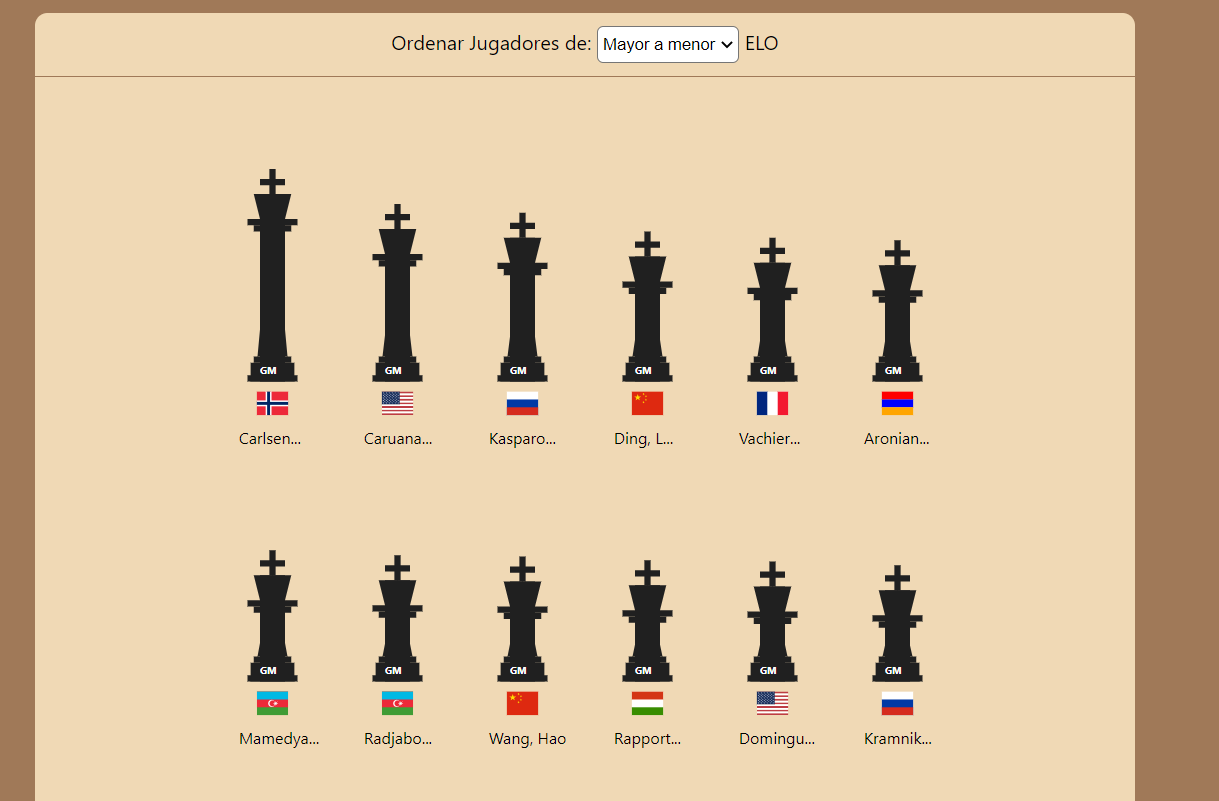 Ordenar Jugadores de: Mayor a menor ELO
GM GM GM GM GM GM
Carlsen... Caruana... Kasparo... Ding, L... Vachier... Aronian...
GM GM GM GM GM GM
Mamedya... Radjabo... Wang, Hao Rapport... Domingu... Kramnik...